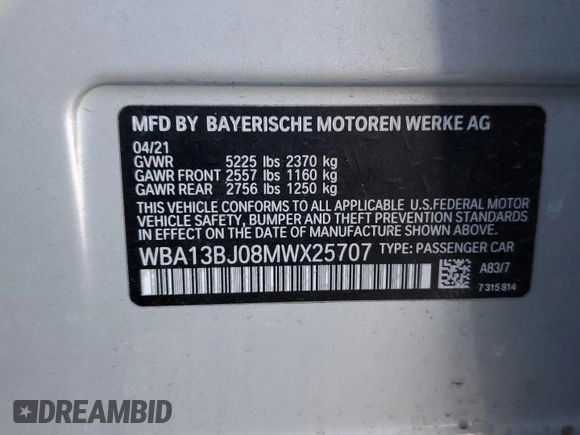 MFD BY BAYERISCHE MOTOREN WERKE AG
04/21
GVWR 5225 lbs 2370 kg
GAWR FRONT 2557 lbs 1160 kg
GAWR REAR 2756 lbs 1250 kg
THIS VEHICLE CONFORMS TO ALL APPLICABLE U.S.FEDERAL MOTOR
VEHICLE SAFETY, BUMPER AND THEFT PREVENTION STANDARDS
IN EFFECT ON THE DATE OF MANUFACTURE SHOWN ABOVE.
WBA13BJ08MWX25707 TYPE: PASSENGER CAR
A83/7
7 315 814
DREAMBID